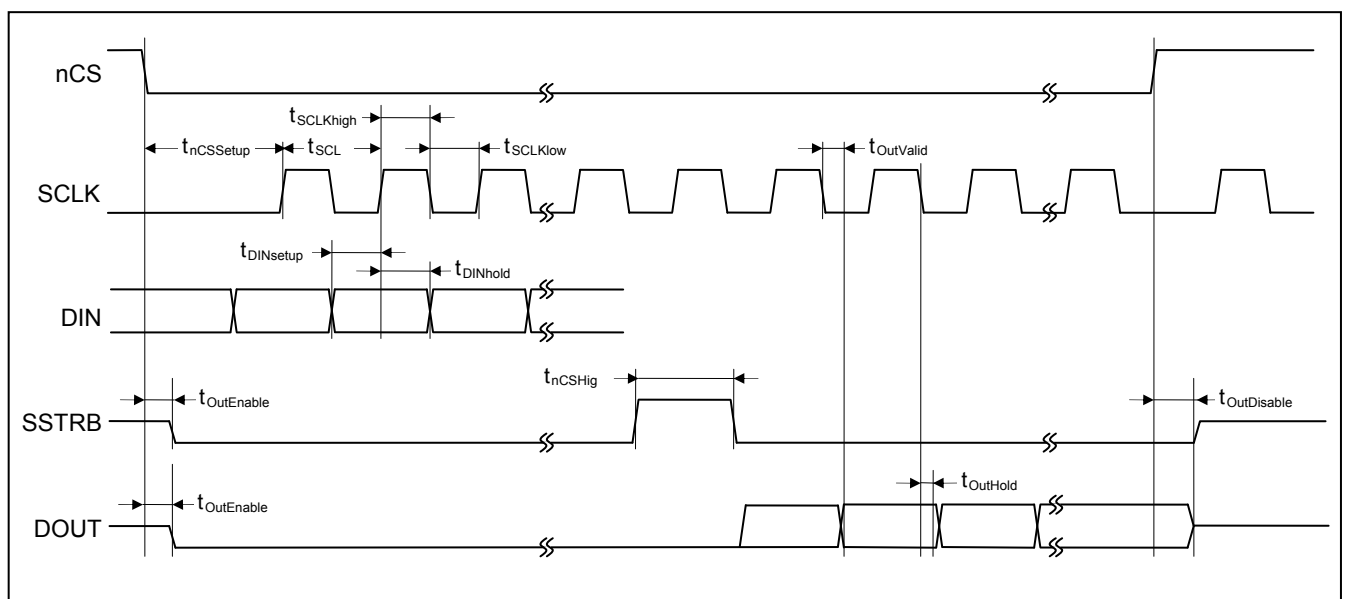 nCS
tSCLKhigh
tnCSSetup
tSCL
tSCLKlow
tOutValid
SCLK
tDINsetup
tDINhold
DIN
tnCSHig
tOutEnable
tOutDisable
SSTRB
tOutEnable
tOutHold
DOUT